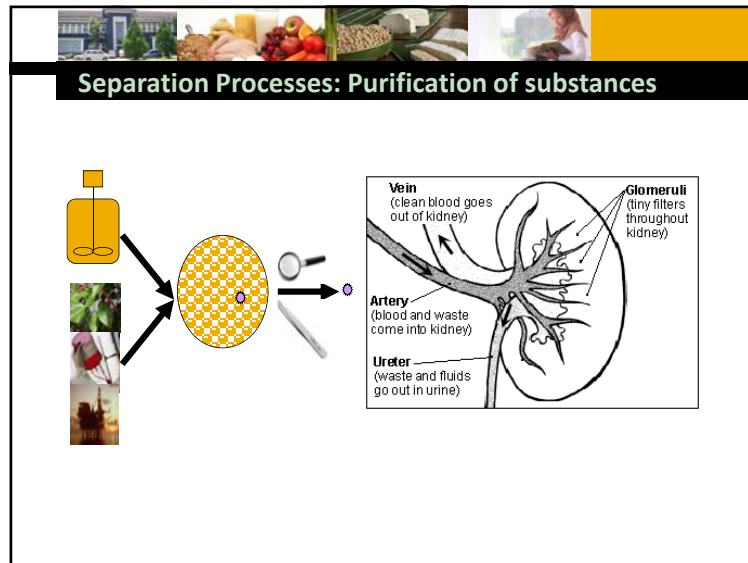 Separation Processes: Purification of substances
Vein
(clean blood goes
out of kidney)
Glomeruli
(tiny filters
throughout
kidney)
Artery
(blood and waste
come into kidney)
Ureter
(waste and fluids
go out in urine)